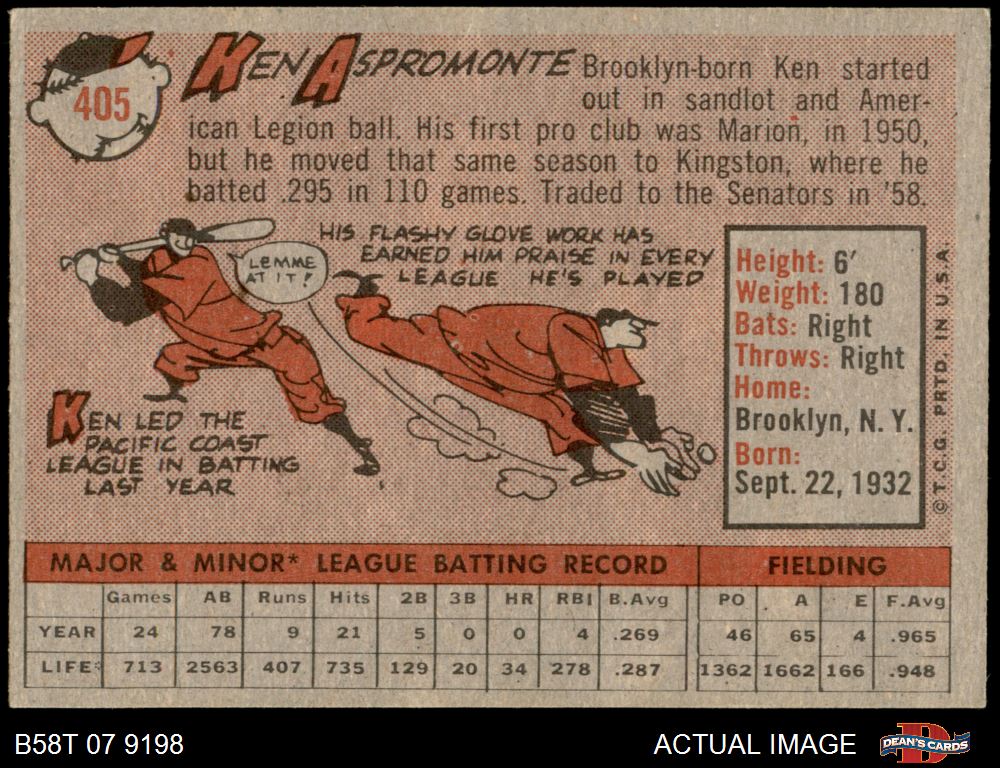 405
KEN ASPROMONTE
Brooklyn-born Ken started
out in sandlot and Amer-
ican Legion ball. His first pro club was Marion, in 1950,
but he moved that same season to Kingston, where he
batted .295 in 110 games. Traded to the Senators in '58.
LEMME
AT IT!
HIS FLASHY GLOVE WORK HAS
EARNED HIM PRAISE IN EVERY
LEAGUE HE'S PLAYED
KEN LED THE
PACIFIC COAST
LEAGUE IN BATTING
LAST YEAR
Height: 6'
Weight: 180
Bats: Right
Throws: Right
Home:
Brooklyn, N. Y.
Born:
Sept. 22, 1932
© T.C.G. PRTD. IN U.S.A.
MAJOR & MINOR* LEAGUE BATTING RECORD FIELDING
Games AB Runs Hits 2B 3B HR RBI B.Avg PO A E F.Avg
YEAR 24 78 9 21 5 0 0 4 .269 46 65 4 .965
LIFE* 713 2563 407 735 129 20 34 278 .287 1362 1662 166 .948
B58T 07 9198
ACTUAL IMAGE
D
DEAN'S CARDS